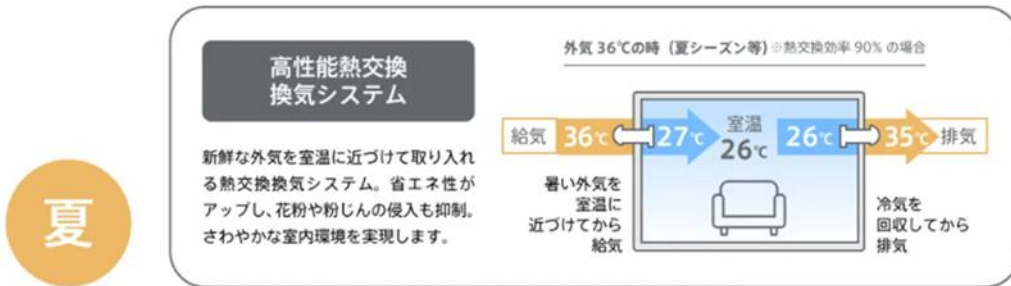 夏
高性能熱交換
換気システム
新鮮な外気を室温に近づけて取り入れ
る熱交換換気システム。省エネ性が
アップし、花粉や粉じんの侵入も抑制。
さわやかな室内環境を実現します。
外気 36℃の時（夏シーズン等）※熱交換効率 90% の場合
給気 36℃ 27℃ 室温 26℃ 35℃ 排気
26℃
暑い外気を
室温に
近づけてから
給気
冷気を
回収してから
排気